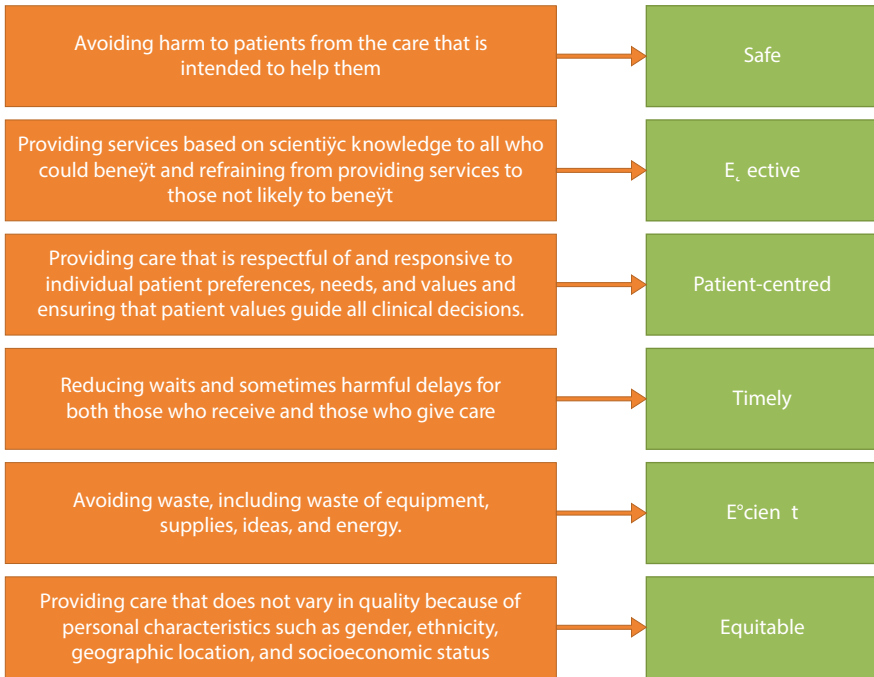 Avoiding harm to patients from the care that is
intended to help them
Safe
Providing services based on scientiÿc knowledge to all who
could beneÿt and refraining from providing services to
those not likely to beneÿt
E˛ ective
Providing care that is respectful of and responsive to
individual patient preferences, needs, and values and
ensuring that patient values guide all clinical decisions.
Patient-centred
Reducing waits and sometimes harmful delays for
both those who receive and those who give care
Timely
Avoiding waste, including waste of equipment,
supplies, ideas, and energy.
E°cien t
Providing care that does not vary in quality because of
personal characteristics such as gender, ethnicity,
geographic location, and socioeconomic status
Equitable